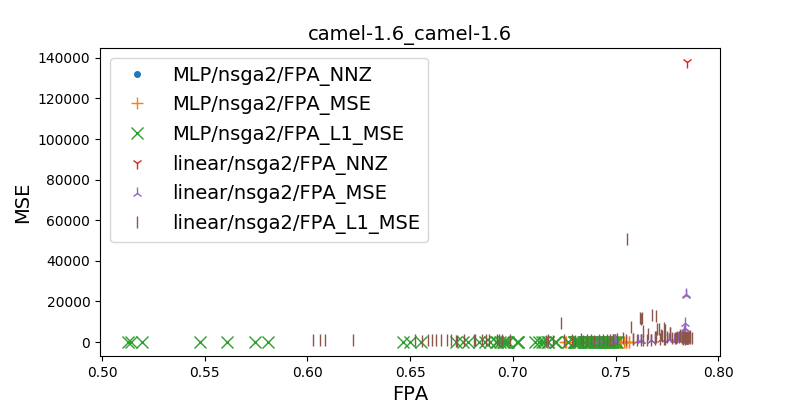 camel-1.6_camel-1.6
140000
120000
100000
80000
60000
40000
20000
0
MSE
MLP/nsga2/FPA_NNZ
MLP/nsga2/FPA_MSE
MLP/nsga2/FPA_L1_MSE
linear/nsga2/FPA_NNZ
linear/nsga2/FPA_MSE
linear/nsga2/FPA_L1_MSE
0.50 0.55 0.60 0.65 0.70 0.75 0.80
FPA